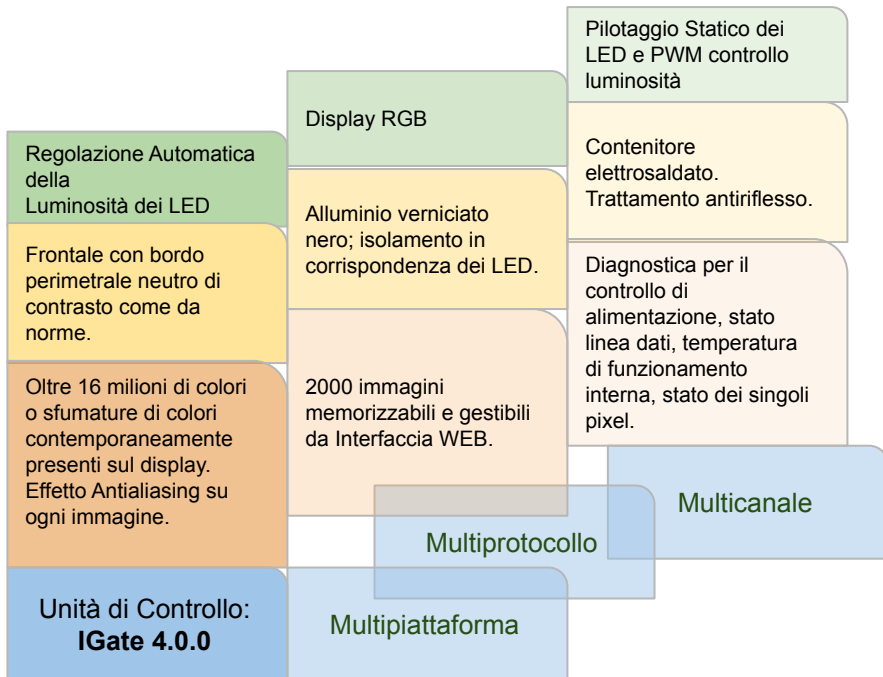 Regolazione Automatica
della
Luminosità dei LED
Display RGB
Pilotaggio Statico dei
LED e PWM controllo
luminosità
Frontale con bordo
perimetrale neutro di
contrasto come da
norme.
Alluminio verniciato
nero; isolamento in
corrispondenza dei LED.
Contenitore
elettrosaldato.
Trattamento antiriflesso.
Oltre 16 milioni di colori
o sfumature di colori
contemporaneamente
presenti sul display.
Effetto Antialiasing su
ogni immagine.
2000 immagini
memorizzabili e gestibili
da Interfaccia WEB.
Diagnostica per il
controllo di
alimentazione, stato
linea dati, temperatura
di funzionamento
interna, stato dei singoli
pixel.
Unità di Controllo:
IGate 4.0.0
Multipiattaforma
Multiprotocollo
Multicanale